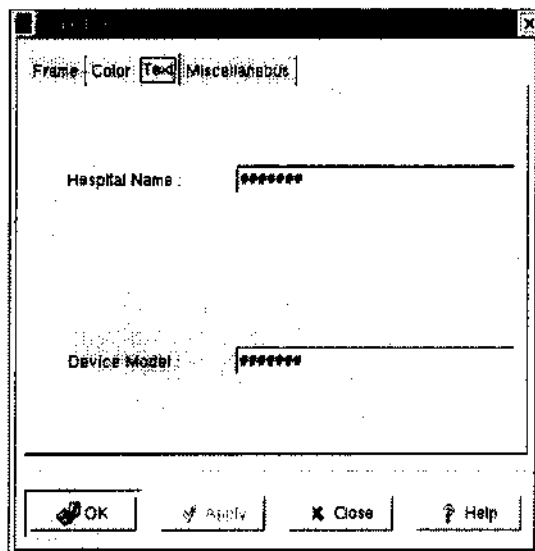 Frame Color Text Miscellaneous
Hospital Name :
#######
Device Model :
#######
OK Apply Close Help